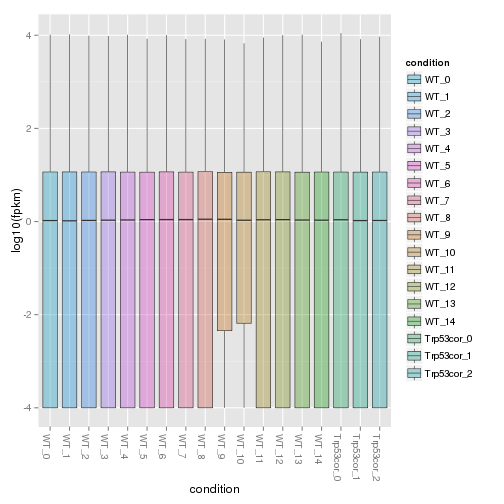 log10(fpkm)
4
2
0
-2
-4
WT_0
WT_1
WT_2
WT_3
WT_4
WT_5
WT_6
WT_7
WT_8
WT_9
WT_10
WT_11
WT_12
WT_13
WT_14
Trp53cor_0
Trp53cor_1
Trp53cor_2
condition
condition
WT_0
WT_1
WT_2
WT_3
WT_4
WT_5
WT_6
WT_7
WT_8
WT_9
WT_10
WT_11
WT_12
WT_13
WT_14
Trp53cor_0
Trp53cor_1
Trp53cor_2